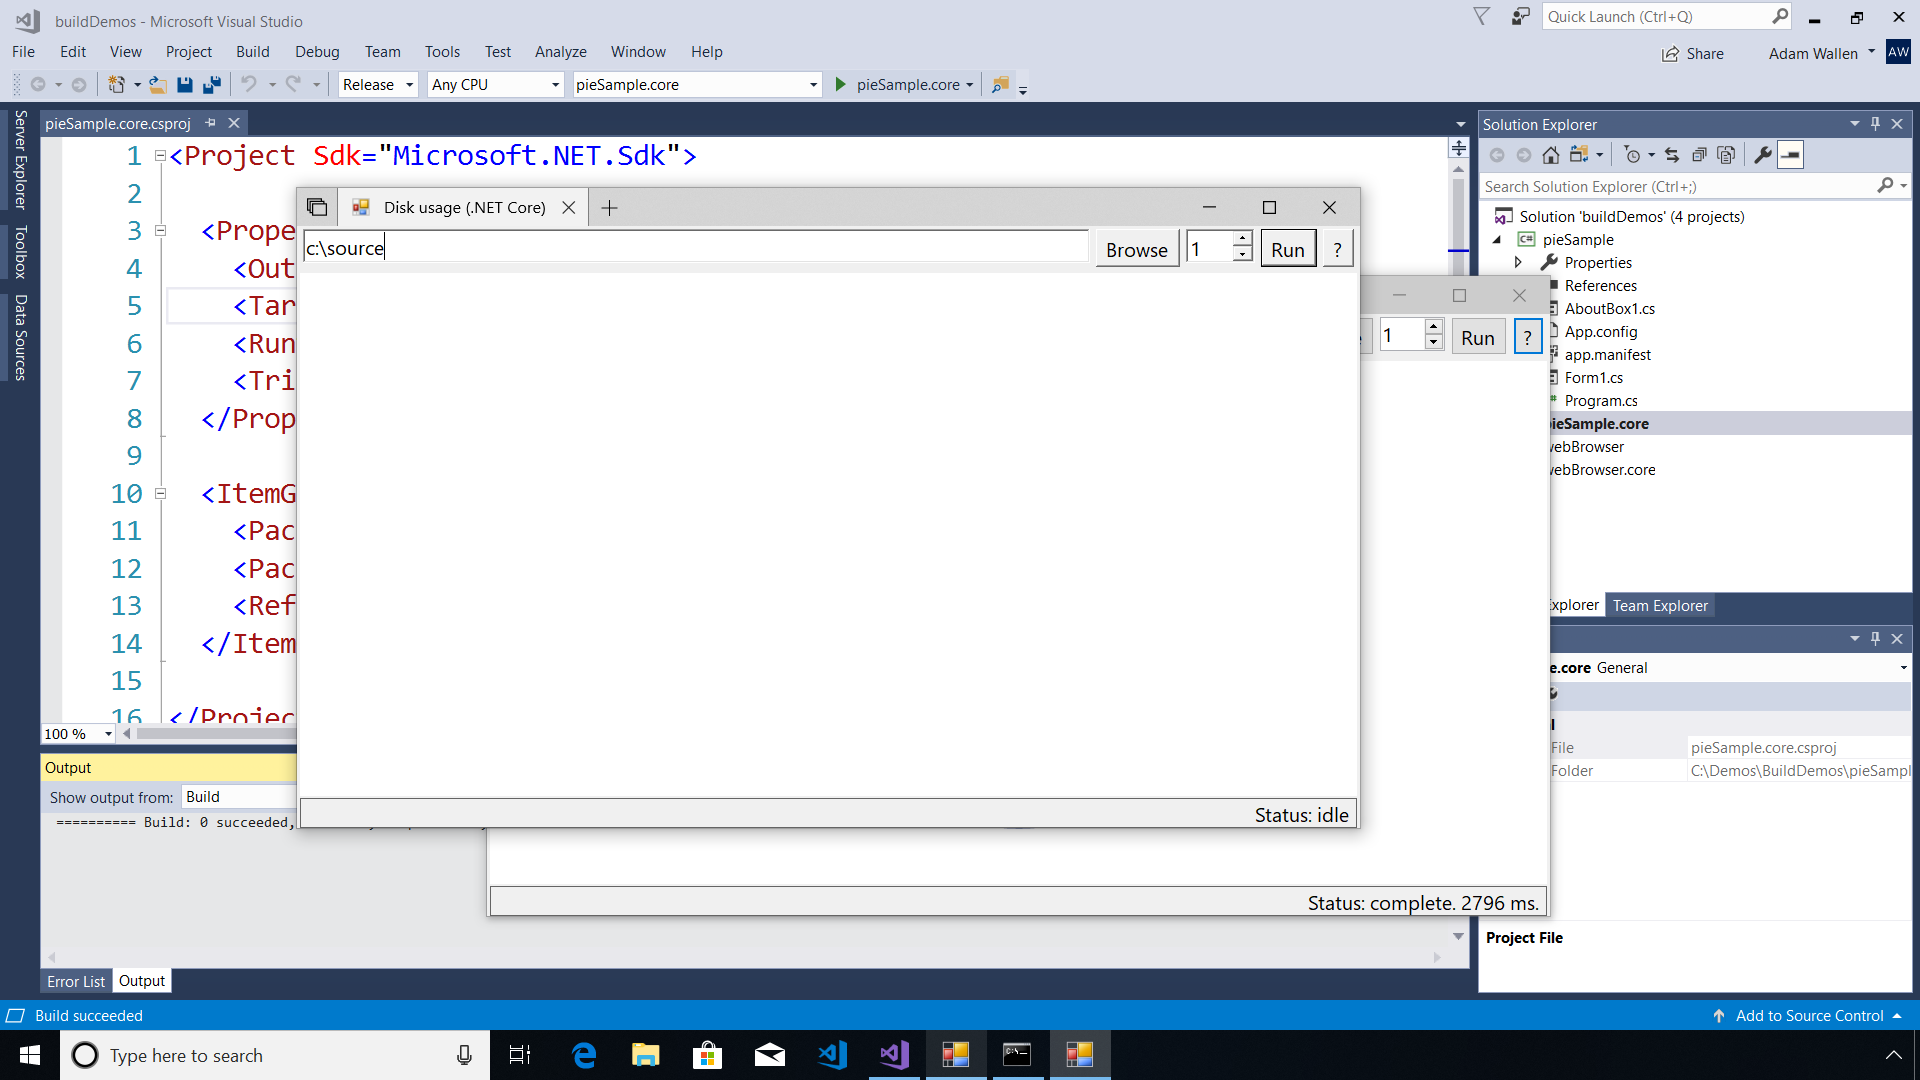 buildDemos - Microsoft Visual Studio
Quick Launch (Ctrl+Q)
File Edit View Project Build Debug Team Tools Test Analyze Window Help
Share Adam Wallen AW
Release Any CPU pieSample.core pieSample.core
Server Explorer
Toolbox
Data Sources
pieSample.core.csproj
1 <Project Sdk="Microsoft.NET.Sdk">
2
3 <Prope
4 <Out
5 <Tar
6 <Run
7 <Tri
8 </Prop
9
10 <ItemG
11 <Pac
12 <Pac
13 <Ref
14 </Item
15
16 </Projec
100 %
Output
Show output from: Build
========== Build: 0 succeeded,
Error List Output
Disk usage (.NET Core)
c:\source Browse 1 Run ?
Status: idle
1 Run ?
Status: complete. 2796 ms.
Solution Explorer
Search Solution Explorer (Ctrl+;)
Solution 'buildDemos' (4 projects)
C# pieSample
Properties
References
AboutBox1.cs
App.config
app.manifest
Form1.cs
Program.cs
pieSample.core
webBrowser
webBrowser.core
xplorer Team Explorer
e.core General
File pieSample.core.csproj
Folder C:\Demos\BuildDemos\pieSampl
Project File
Build succeeded
Add to Source Control
Type here to search